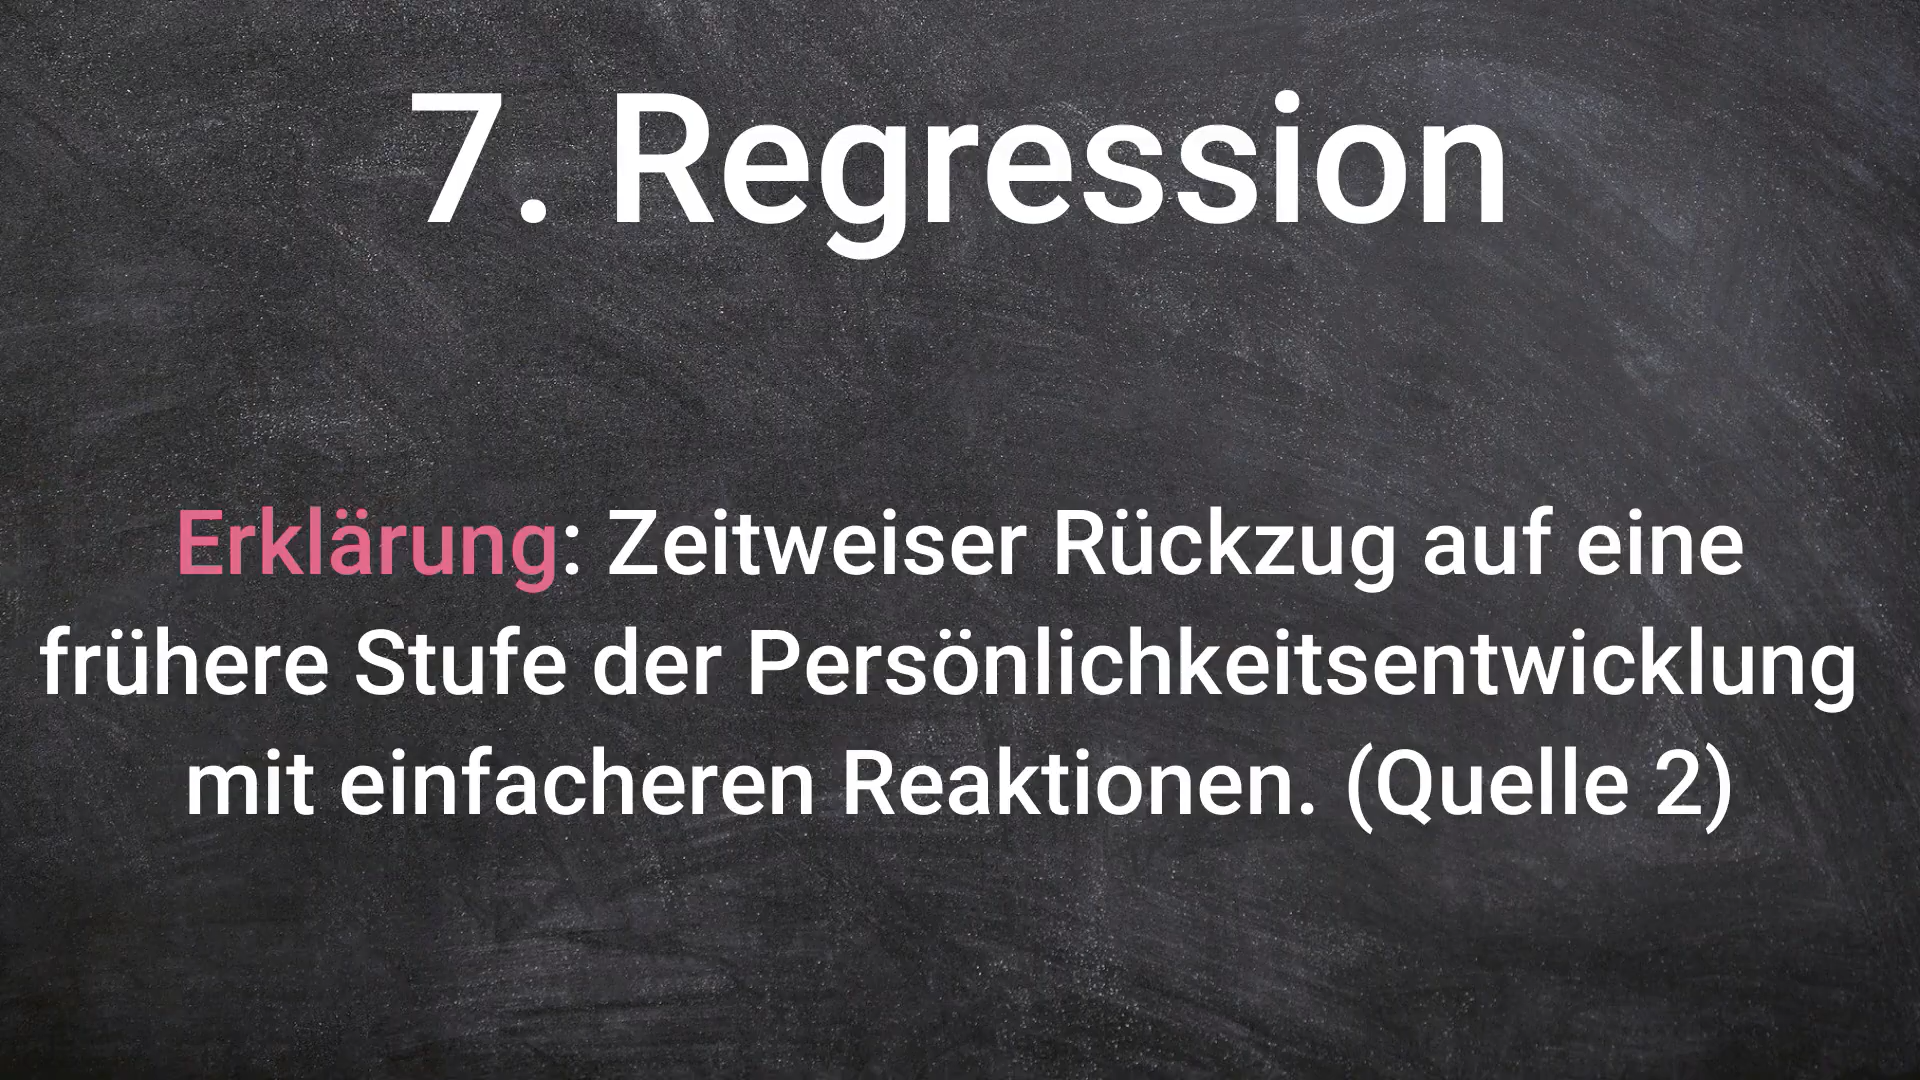 7. Regression
Erklärung: Zeitweiser Rückzug auf eine
frühere Stufe der Persönlichkeitsentwicklung
mit einfacheren Reaktionen. (Quelle 2)